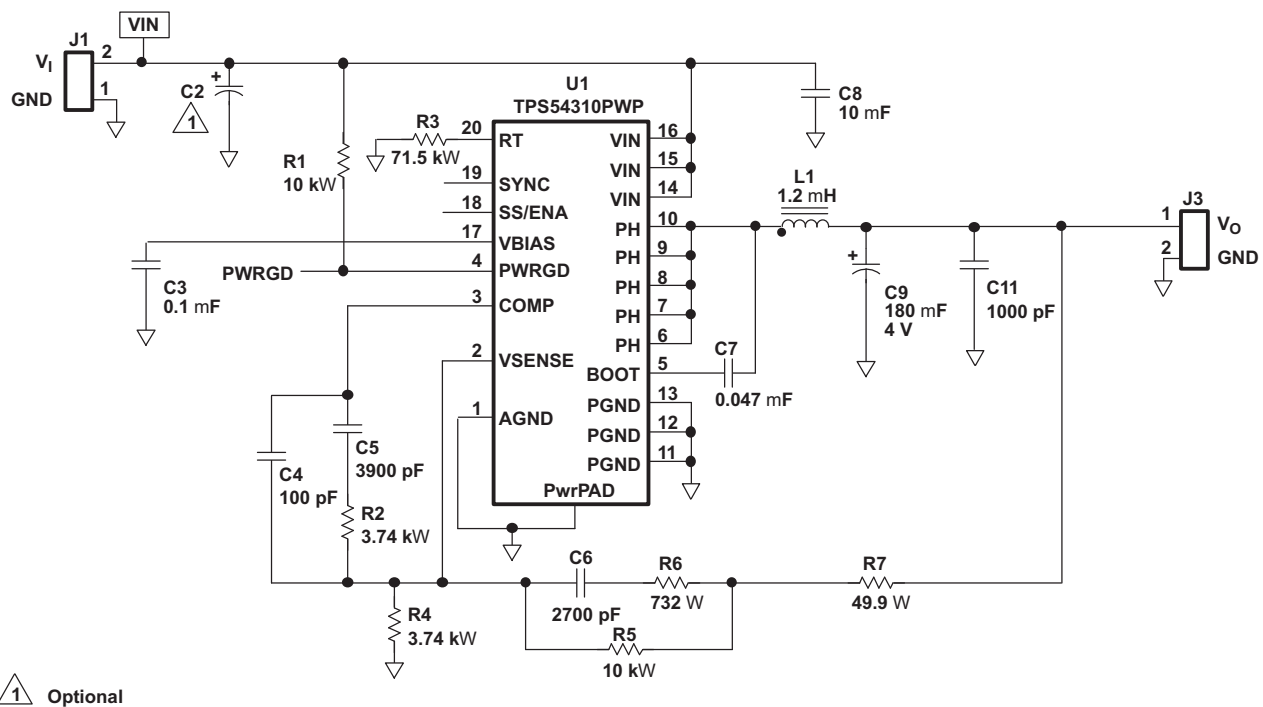 VIN
J1
2
VI
1
GND
+
C2
1
R1
10 kW
R3
71.5 kW
U1
TPS54310PWP
C8
10 mF
20 RT
19 SYNC
18 SS/ENA
17 VBIAS
4 PWRGD
3 COMP
2 VSENSE
1 AGND
PwrPAD
VIN 16
VIN 15
VIN 14
PH 10
PH 9
PH 8
PH 7
PH 6
BOOT 5
PGND 13
PGND 12
PGND 11
PWRGD
C3
0.1 mF
L1
1.2 mH
J3
1
VO
2
GND
+
C9
180 mF
4 V
C11
1000 pF
C7
0.047 mF
C4
100 pF
C5
3900 pF
R2
3.74 kW
R4
3.74 kW
C6
2700 pF
R6
732 W
R7
49.9 W
R5
10 kW
1 Optional